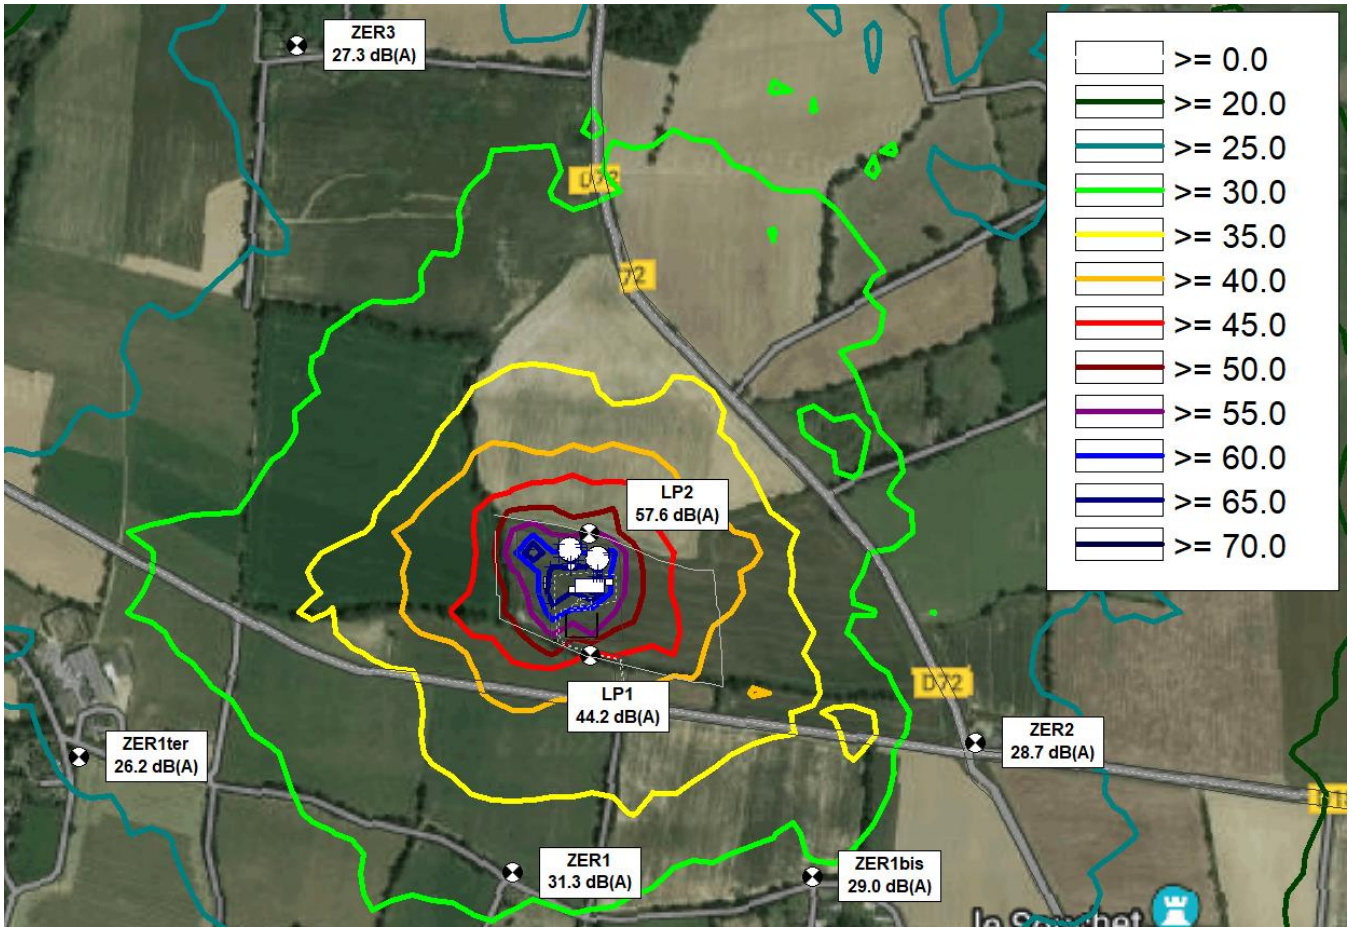 ZER3
27.3 dB(A)
>= 0.0
>= 20.0
>= 25.0
>= 30.0
>= 35.0
>= 40.0
>= 45.0
>= 50.0
>= 55.0
>= 60.0
>= 65.0
>= 70.0
D72
72
LP2
57.6 dB(A)
LP1
44.2 dB(A)
D72
ZER2
28.7 dB(A)
ZER1ter
26.2 dB(A)
ZER1
31.3 dB(A)
ZER1bis
29.0 dB(A)